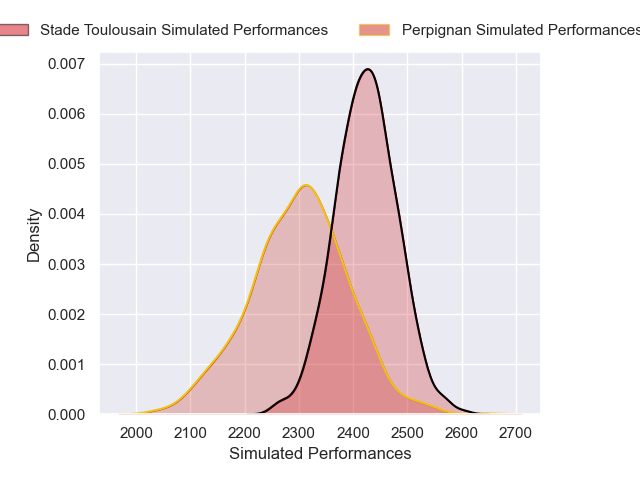 Stade Toulousain Simulated Performances Perpignan Simulated Performances
0.007
0.006
0.005
0.004
0.003
0.002
0.001
0.000
Density
2000 2100 2200 2300 2400 2500 2600 2700
Simulated Performances